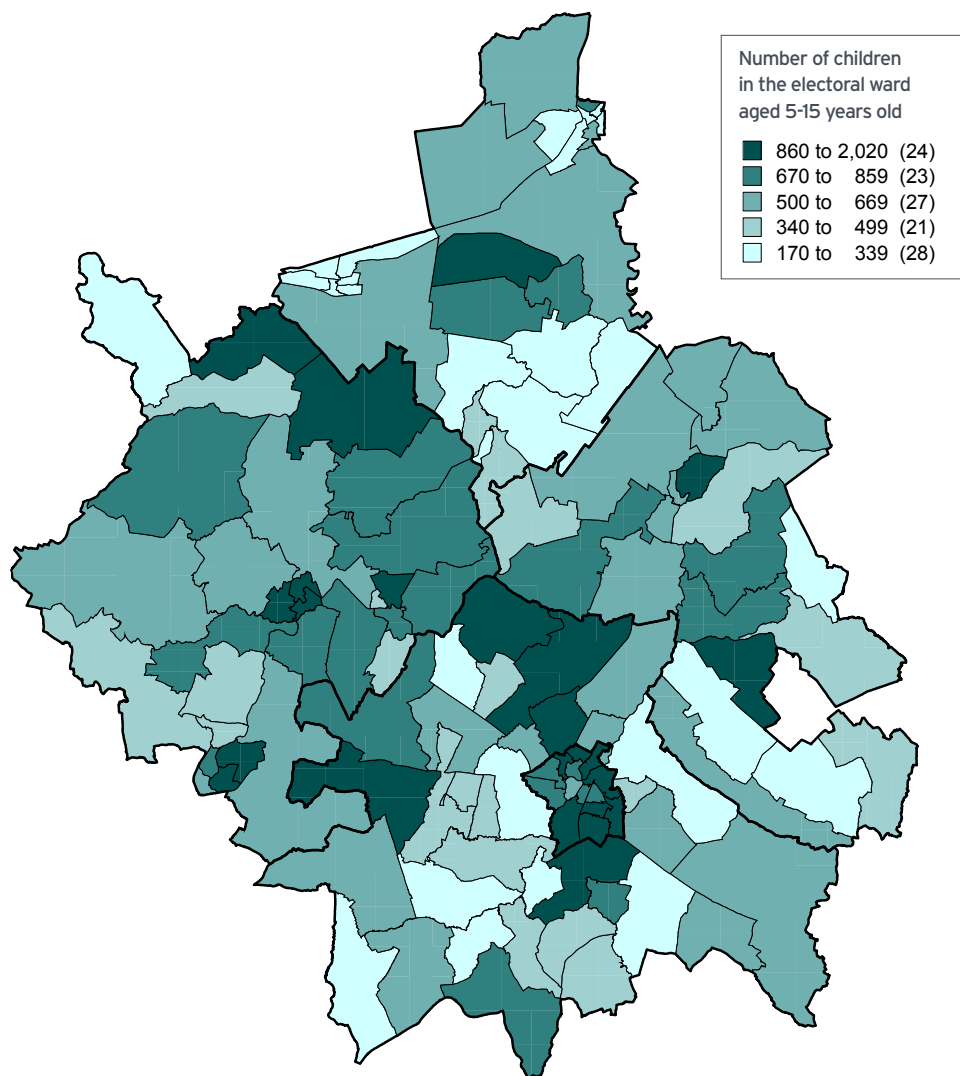 Number of children
in the electoral ward
aged 5-15 years old
860 to 2,020 (24)
670 to 859 (23)
500 to 669 (27)
340 to 499 (21)
170 to 339 (28)